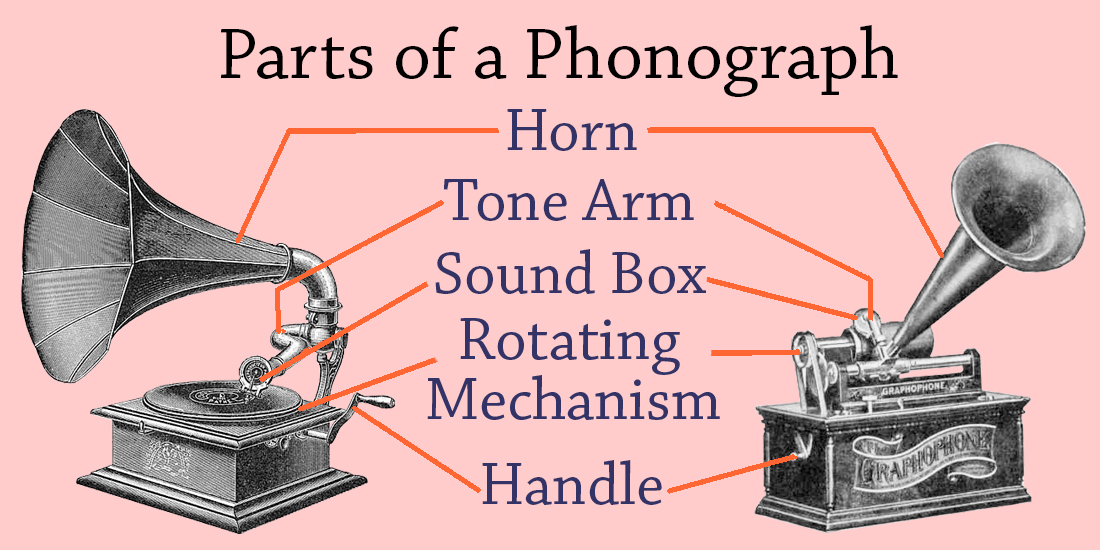 Parts of a Phonograph
Horn
Tone Arm
Sound Box
Rotating
Mechanism
Handle
GRAPHOPHONE
GRAPHOPHONE